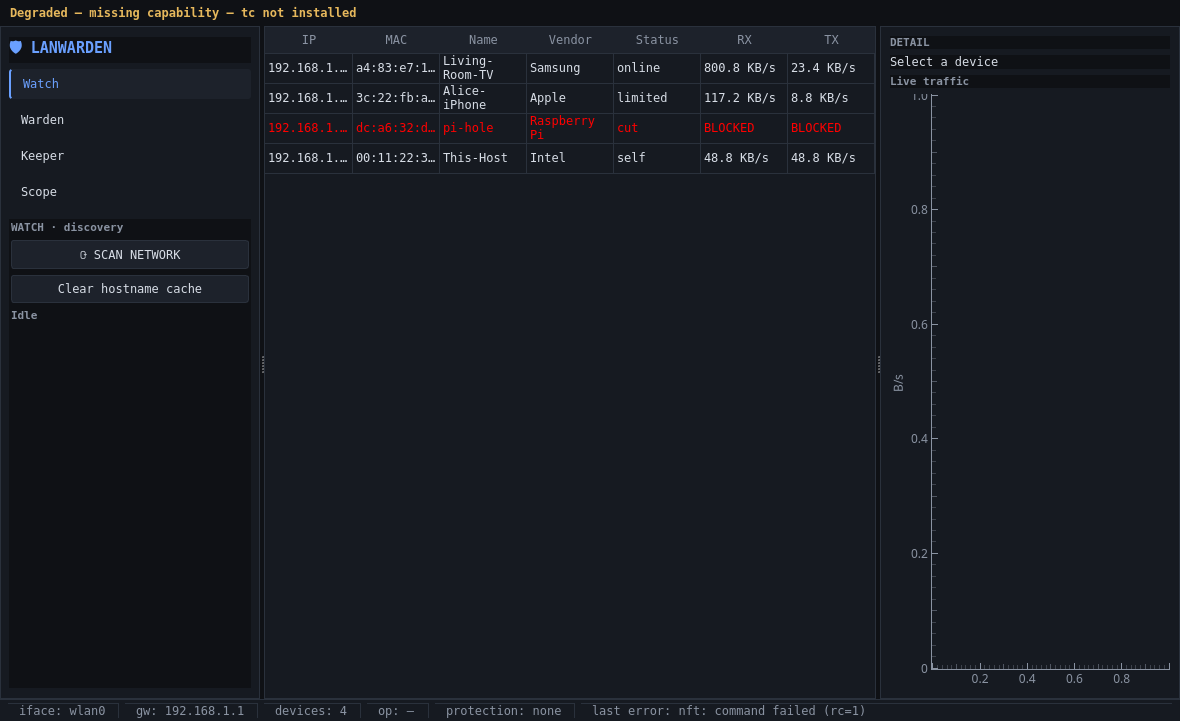 Degraded — missing capability — tc not installed
LANWARDEN
Watch
Warden
Keeper
Scope
WATCH · discovery
SCAN NETWORK
Clear hostname cache
Idle
IP MAC Name Vendor Status RX TX
192.168.1.… a4:83:e7:1… Living-Room-TV Samsung online 800.8 KB/s 23.4 KB/s
192.168.1.… 3c:22:fb:a… Alice-iPhone Apple limited 117.2 KB/s 8.8 KB/s
192.168.1.… dc:a6:32:d… pi-hole Raspberry Pi cut BLOCKED BLOCKED
192.168.1.… 00:11:22:3… This-Host Intel self 48.8 KB/s 48.8 KB/s
DETAIL
Select a device
Live traffic
1.0
0.8
0.6
B/s
0.4
0.2
0
0.2 0.4 0.6 0.8
iface: wlan0 gw: 192.168.1.1 devices: 4 op: — protection: none last error: nft: command failed (rc=1)